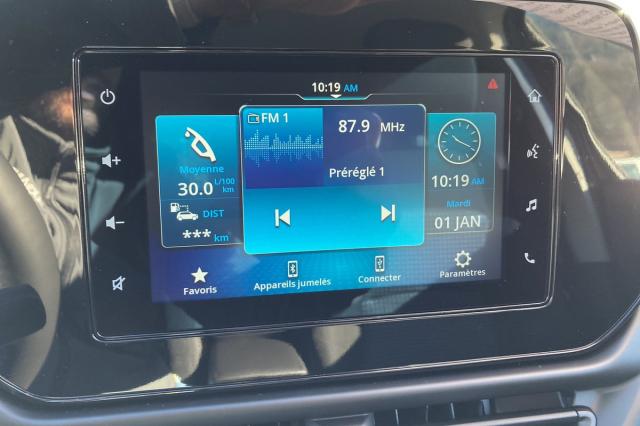 10:19 AM
FM 1
87.9 MHz
Préréglé 1
Moyenne
30.0 L/100 km
DIST
*** km
10:19 AM
Mardi
01 JAN
Favoris
Appareils jumelés
Connecter
Paramètres